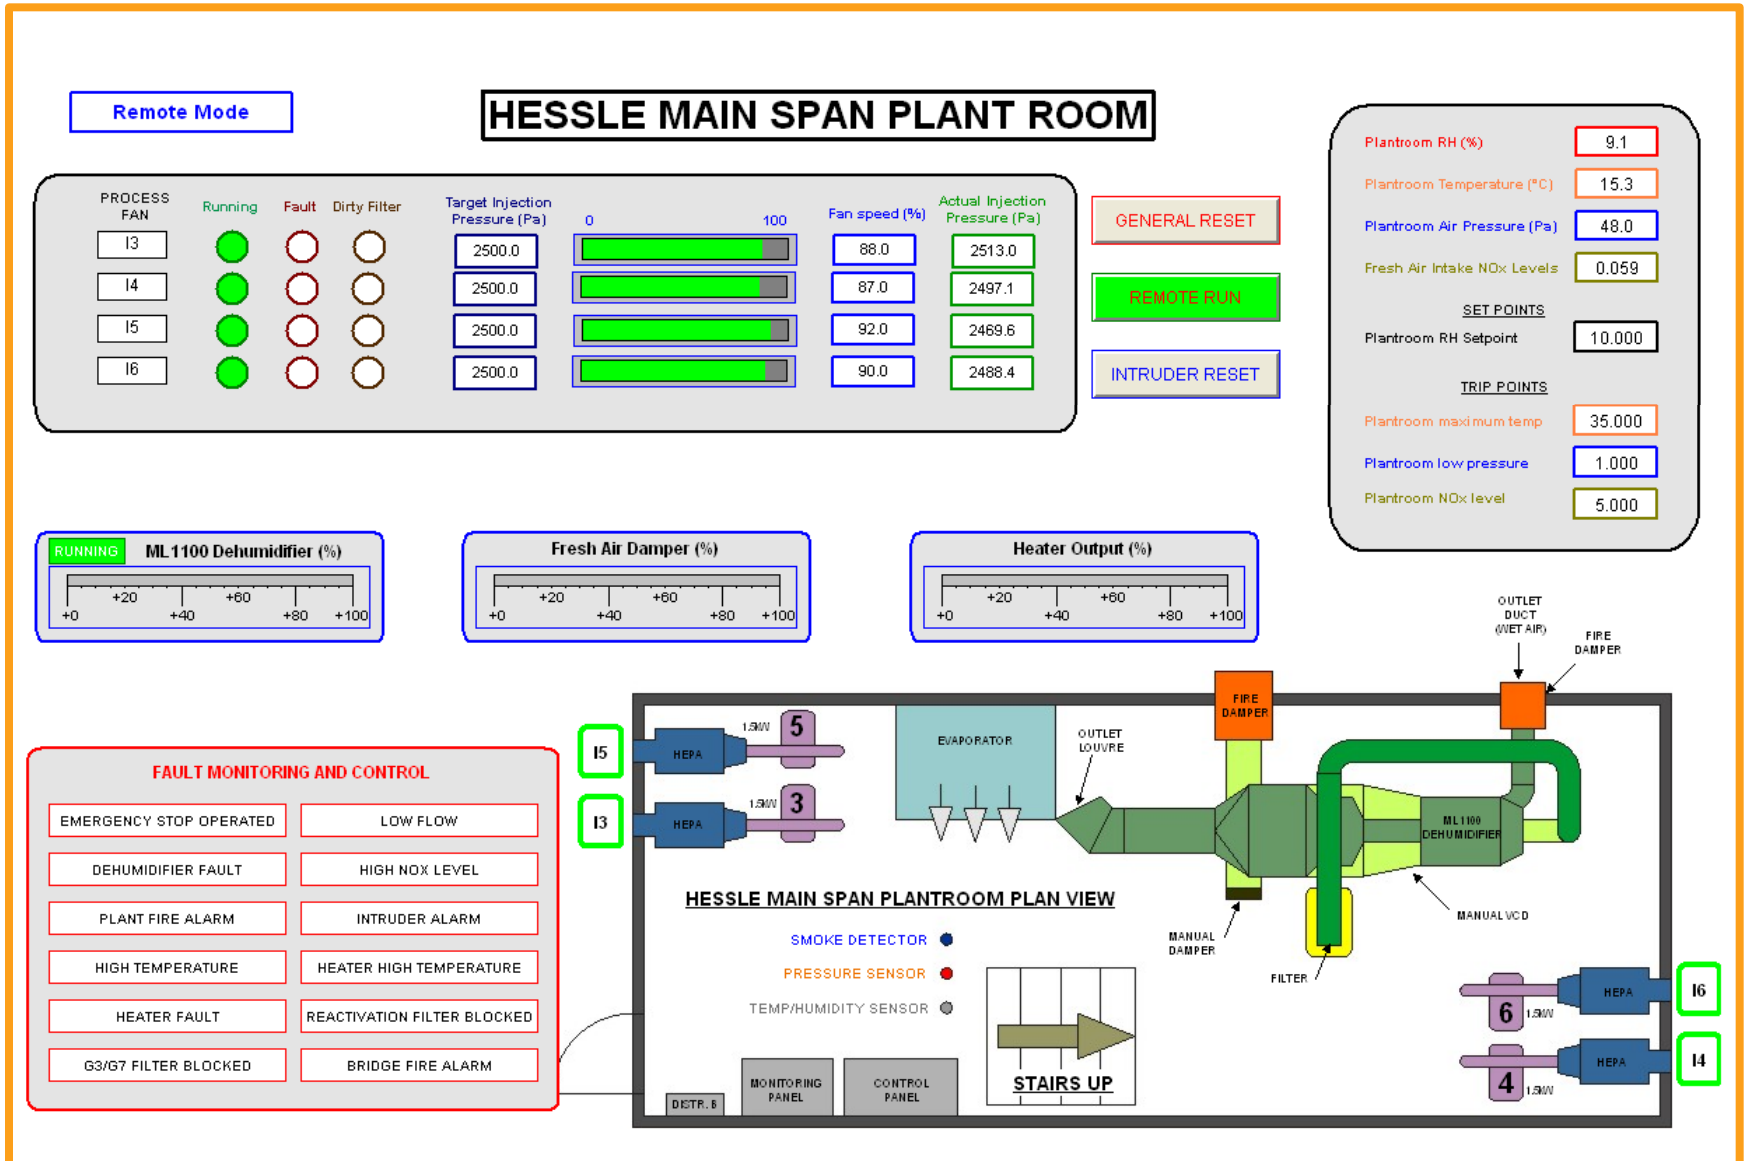 Remote Mode
HESSLE MAIN SPAN PLANT ROOM
PROCESS
FAN
Running
Fault
Dirty Filter
Target Injection
Pressure (Pa)
0
100
Fan speed (%)
Actual Injection
Pressure (Pa)
I3
2500.0
88.0
2513.0
I4
2500.0
87.0
2497.1
I5
2500.0
92.0
2469.6
I6
2500.0
90.0
2488.4
GENERAL RESET
REMOTE RUN
INTRUDER RESET
Plantroom RH (%)
9.1
Plantroom Temperature (°C)
15.3
Plantroom Air Pressure (Pa)
48.0
Fresh Air Intake NOx Levels
0.059
SET POINTS
Plantroom RH Setpoint
10.000
TRIP POINTS
Plantroom maximum temp
35.000
Plantroom low pressure
1.000
Plantroom NOx level
5.000
RUNNING
ML1100 Dehumidifier (%)
+0
+20
+40
+60
+80
+100
Fresh Air Damper (%)
+0
+20
+40
+60
+80
+100
Heater Output (%)
+0
+20
+40
+60
+80
+100
FAULT MONITORING AND CONTROL
EMERGENCY STOP OPERATED
LOW FLOW
DEHUMIDIFIER FAULT
HIGH NOX LEVEL
PLANT FIRE ALARM
INTRUDER ALARM
HIGH TEMPERATURE
HEATER HIGH TEMPERATURE
HEATER FAULT
REACTIVATION FILTER BLOCKED
G3/G7 FILTER BLOCKED
BRIDGE FIRE ALARM
OUTLET
DUCT
(WET AIR)
FIRE
DAMPER
FIRE
DAMPER
I5
HEPA
1.5kW
5
I3
HEPA
1.5kW
3
EVAPORATOR
OUTLET
LOUVRE
ML1100
DEHUMIDIFIER
MANUAL VCD
MANUAL
DAMPER
FILTER
HESSLE MAIN SPAN PLANTROOM PLAN VIEW
SMOKE DETECTOR
PRESSURE SENSOR
TEMP/HUMIDITY SENSOR
STAIRS UP
DISTR. B
MONITORING
PANEL
CONTROL
PANEL
6
1.5kW
HEPA
I6
4
1.5kW
HEPA
I4